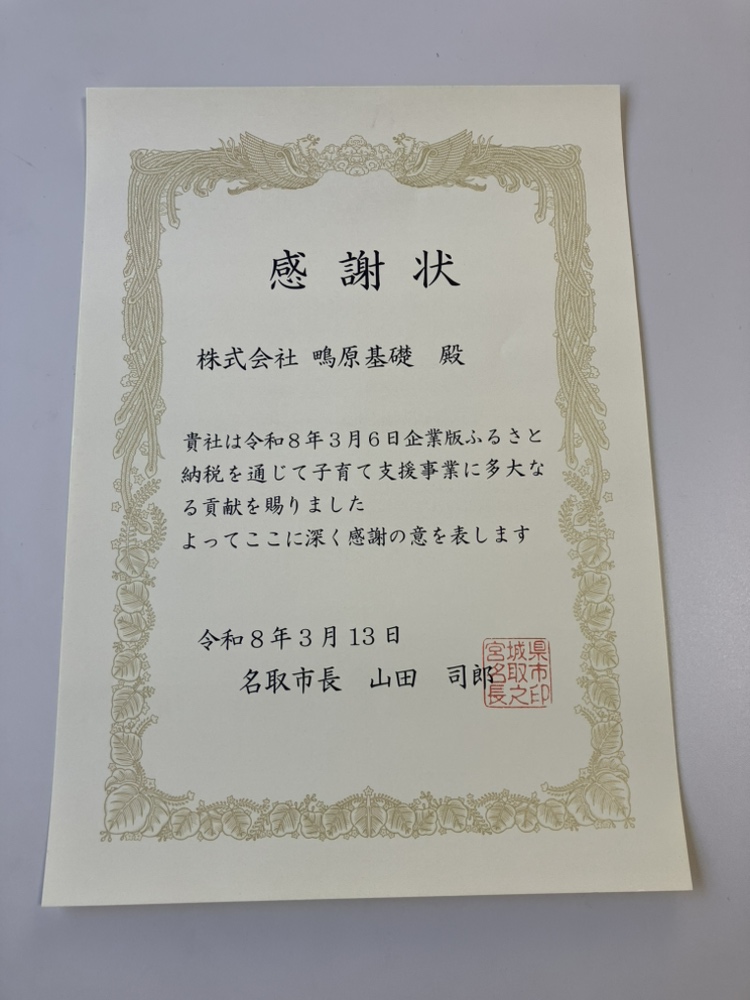 感謝状
株式会社 鴫原基礎 殿
貴社は令和８年３月６日企業版ふるさと
納税を通じて子育て支援事業に多大な
る貢献を賜りました
よってここに深く感謝の意を表します
令和８年３月13日
名取市長 山田 司郎
宮城県
名取市
長之印